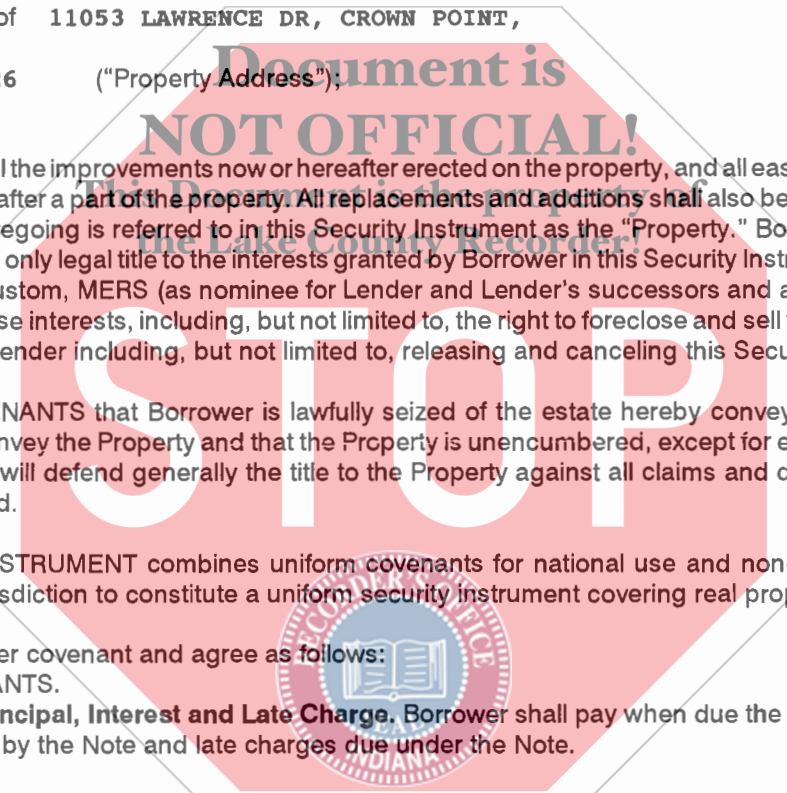 of 11053 LAWRENCE DR, CROWN POINT,
Document is
26 ("Property Address");
NOT OFFICIAL!
l the improvements now or hereafter erected on the property, and all eas
This Document is the property of
after a part of the property. All replacements and additions shall also be
the Lake County Recorder!
egoing is referred to in this Security Instrument as the “Property.” Bo
only legal title to the interests granted by Borrower in this Security Instr
ustom, MERS (as nominee for Lender and Lender's successors and a
se interests, including, but not limited to, the right to foreclose and sell
ender including, but not limited to, releasing and canceling this Secu
STOP
NANTS that Borrower is lawfully seized of the estate hereby convey
nvey the Property and that the Property is unencumbered, except for e
will defend generally the title to the Property against all claims and d
d.
STRUMENT combines uniform covenants for national use and non-
sdiction to constitute a uniform security instrument covering real prop
RECORDER'S OFFICE
er covenant and agree as follows:
ANTS.
ncipal, Interest and Late Charge. Borrower shall pay when due the
SEAL
by the Note and late charges due under the Note.
INDIANA